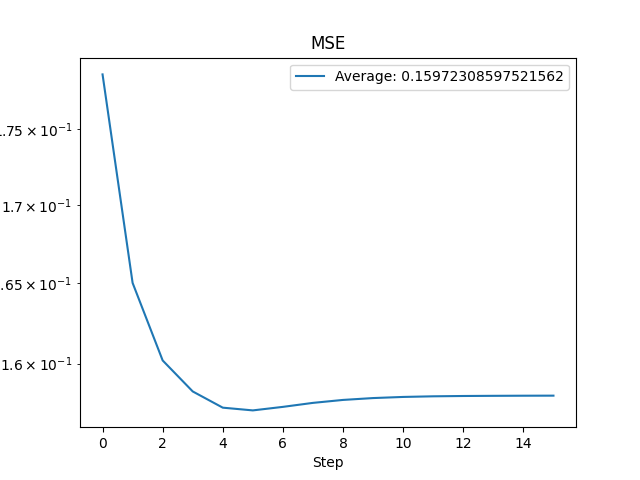 MSE
Average: 0.15972308597521562
.75 × 10⁻¹
1.7 × 10⁻¹
.65 × 10⁻¹
1.6 × 10⁻¹
0 2 4 6 8 10 12 14
Step